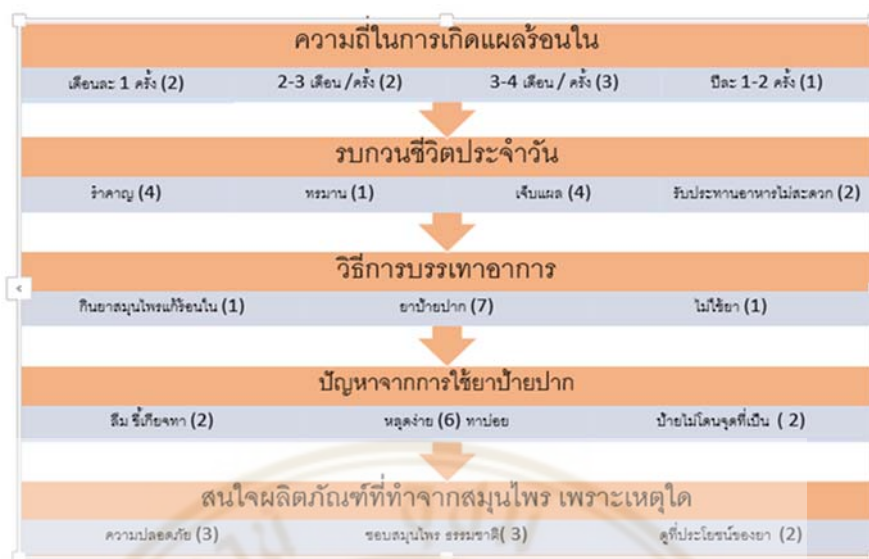 ความถี่ในการเกิดแผลร้อนใน
เดือนละ 1 ครั้ง (2) 2-3 เดือน /ครั้ง (2) 3-4 เดือน / ครั้ง (3) ปีละ 1-2 ครั้ง (1)
รบกวนชีวิตประจำวัน
รำคาญ (4) ทรมาน (1) เจ็บแผล (4) รับประทานอาหารไม่สะดวก (2)
วิธีการบรรเทาอาการ
กินยาสมุนไพรแก้ร้อนใน (1) ยาป้ายปาก (7) ไม่ใช้ยา (1)
ปัญหาจากการใช้ยาป้ายปาก
ลืม ขี้เกียจทา (2) หลุดง่าย (6) ทาบ่อย ป้ายไม่โดนจุดที่เป็น ( 2)
สนใจผลิตภัณฑ์ที่ทำจากสมุนไพร เพราะเหตุใด
ความปลอดภัย (3) ชอบสมุนไพร ธรรมชาติ( 3) ดูที่ประโยชน์ของยา (2)